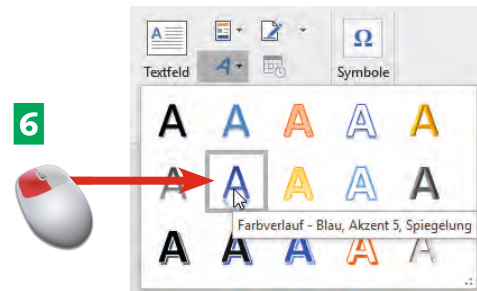 A
Ω
Textfeld A Symbole
A A A A A
6
A A A A A
Farbverlauf - Blau, Akzent 5, Spiegelung
A A A A A